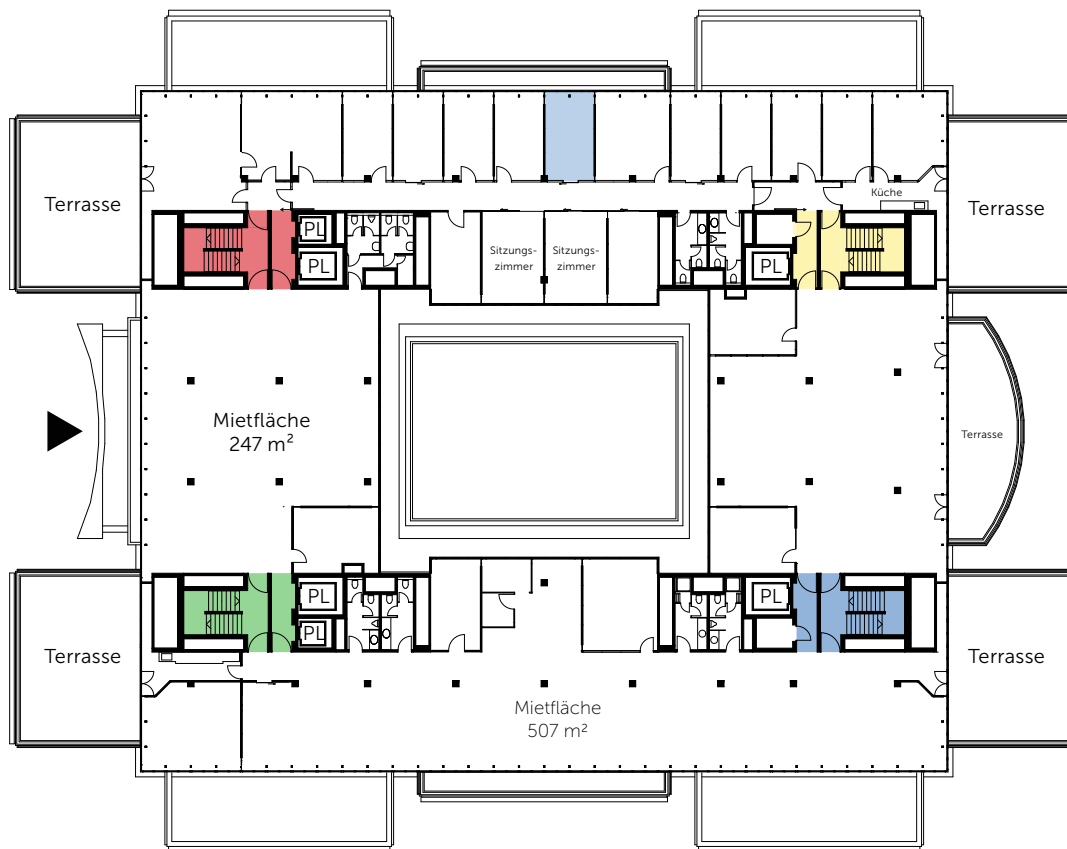 Terrasse
Küche
Terrasse
PL
PL
Sitzungs-
zimmer
Sitzungs-
zimmer
PL
Mietfläche
247 m²
Terrasse
PL
PL
PL
Terrasse
Terrasse
Mietfläche
507 m²